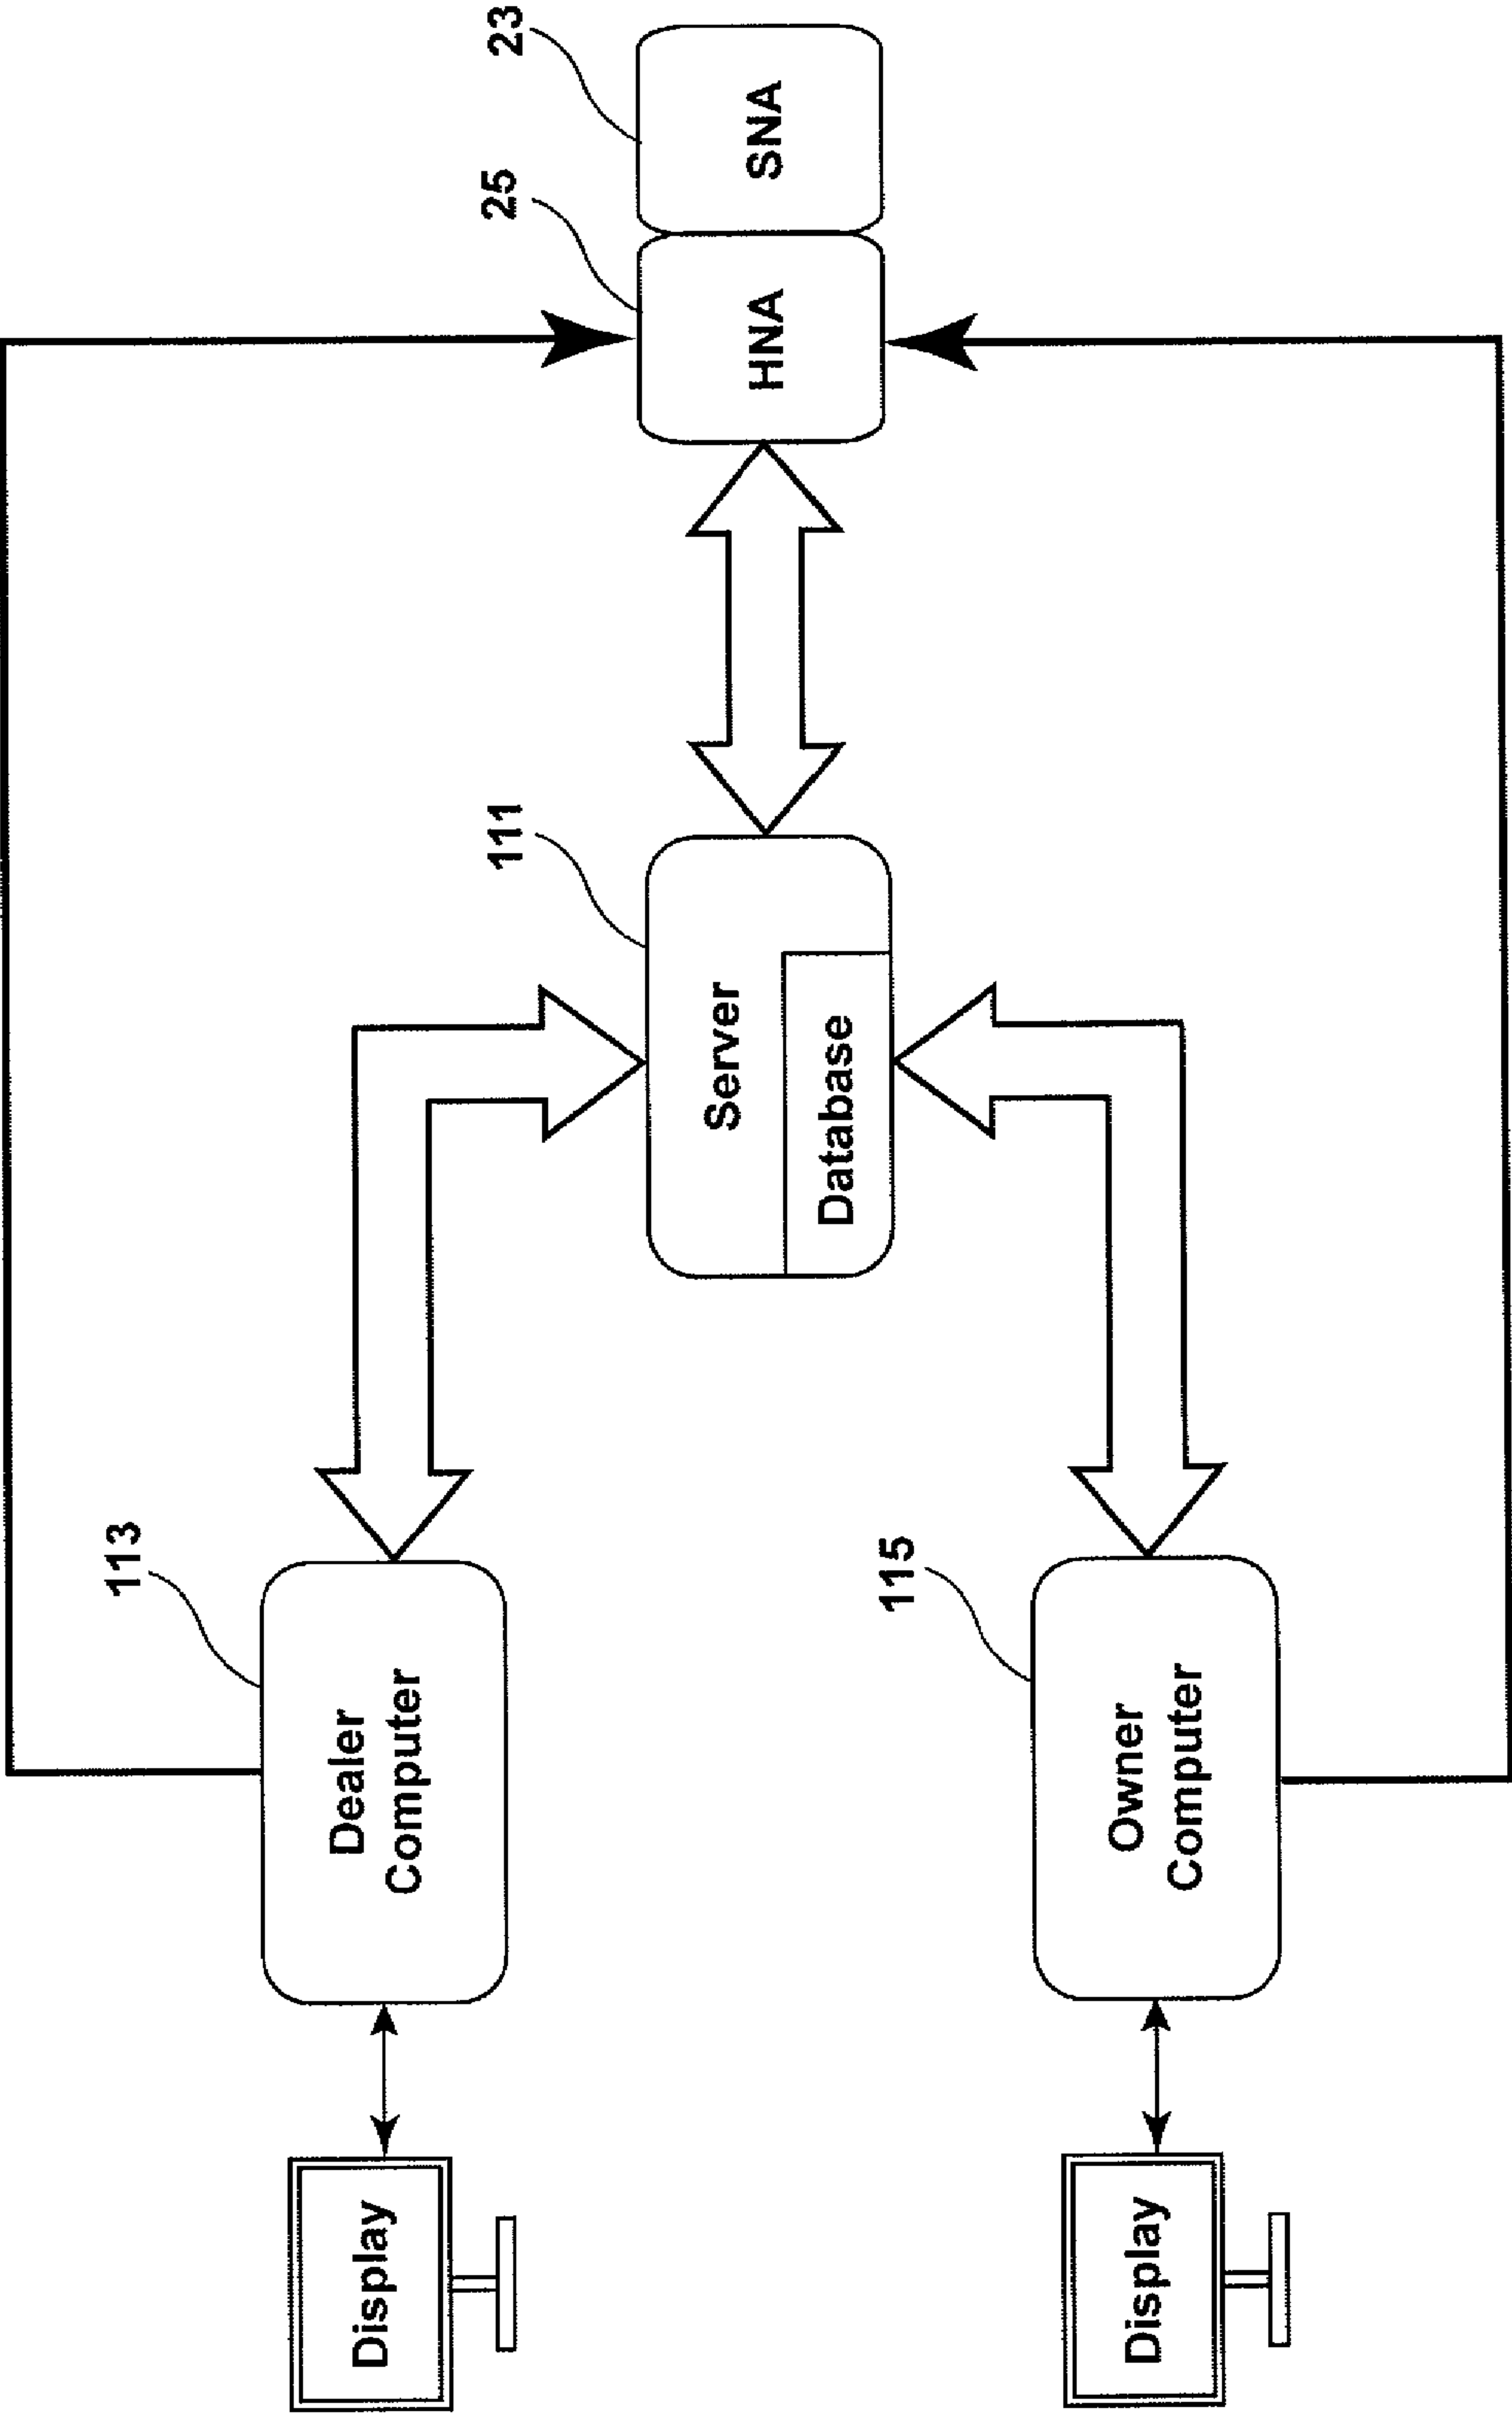 113
Dealer
Computer
Display
111
Server
Database
25
23
HNA
SNA
115
Owner
Computer
Display